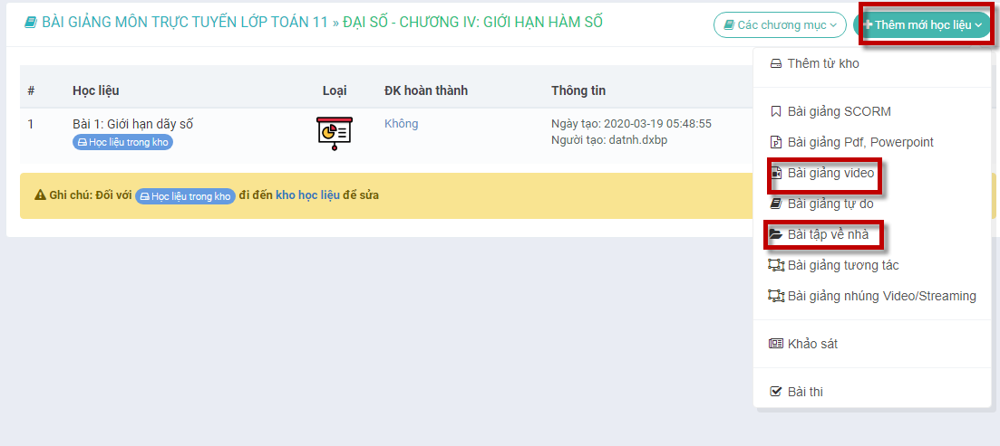 BÀI GIẢNG MÔN TRỰC TUYẾN LỚP TOÁN 11 » ĐẠI SỐ - CHƯƠNG IV: GIỚI HẠN HÀM SỐ
Các chương mục
Thêm mới học liệu
# Học liệu Loại ĐK hoàn thành Thông tin
1 Bài 1: Giới hạn dãy số Không Ngày tạo: 2020-03-19 05:48:55
Học liệu trong kho Người tạo: datnh.dxbp
Ghi chú: Đối với Học liệu trong kho đi đến kho học liệu để sửa
Thêm từ kho
Bài giảng SCORM
Bài giảng Pdf, Powerpoint
Bài giảng video
Bài giảng tự do
Bài tập về nhà
Bài giảng tương tác
Bài giảng nhúng Video/Streaming
Khảo sát
Bài thi